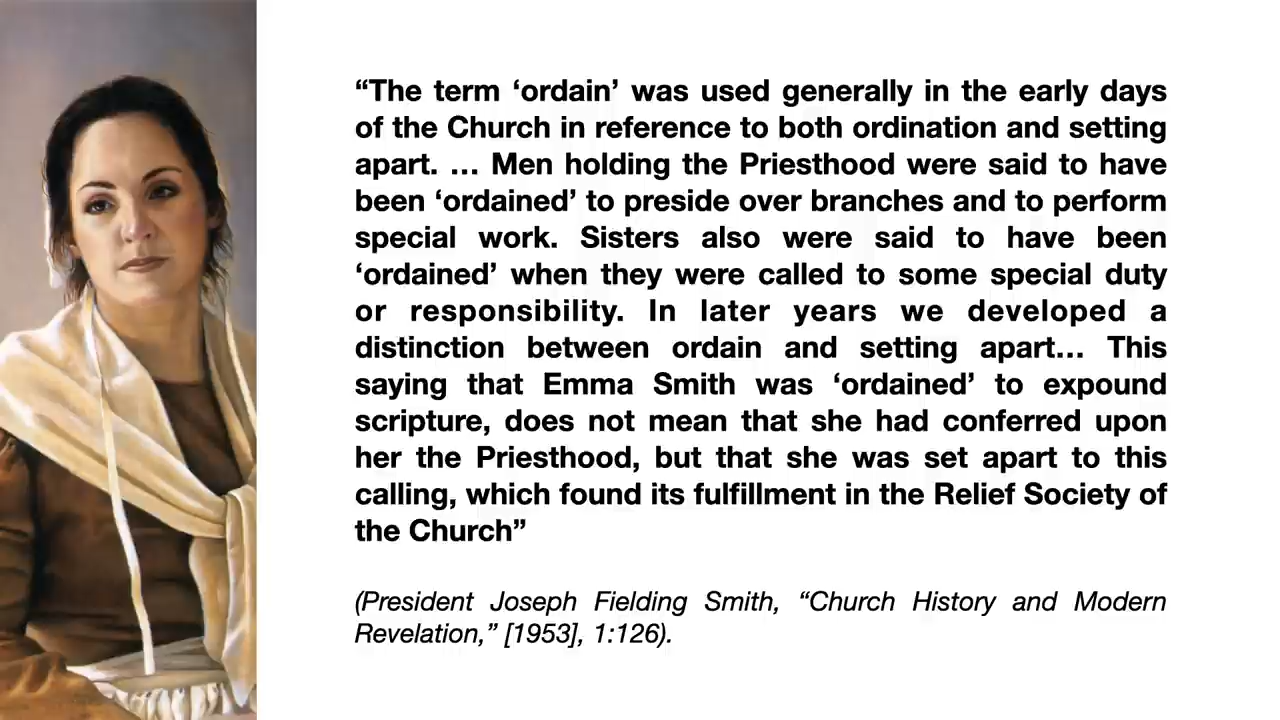 “The term ‘ordain’ was used generally in the early days
of the Church in reference to both ordination and setting
apart. … Men holding the Priesthood were said to have
been ‘ordained’ to preside over branches and to perform
special work. Sisters also were said to have been
‘ordained’ when they were called to some special duty
or responsibility. In later years we developed a
distinction between ordain and setting apart… This
saying that Emma Smith was ‘ordained’ to expound
scripture, does not mean that she had conferred upon
her the Priesthood, but that she was set apart to this
calling, which found its fulfillment in the Relief Society of
the Church”
(President Joseph Fielding Smith, “Church History and Modern
Revelation,” [1953], 1:126).